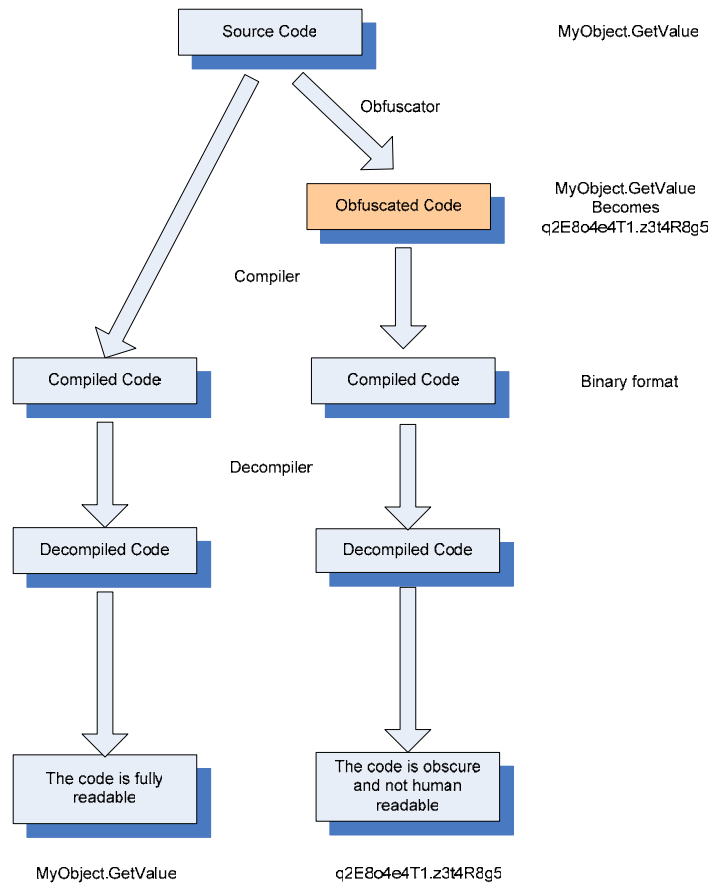 Source Code
MyObject.GetValue
Obfuscator
Obfuscated Code
MyObject.GetValue
Becomes
q2E8o4e4T1.z3t4R8g5
Compiler
Compiled Code
Compiled Code
Binary format
Decompiler
Decompiled Code
Decompiled Code
The code is fully
readable
The code is obscure
and not human
readable
MyObject.GetValue
q2E8o4e4T1.z3t4R8g5